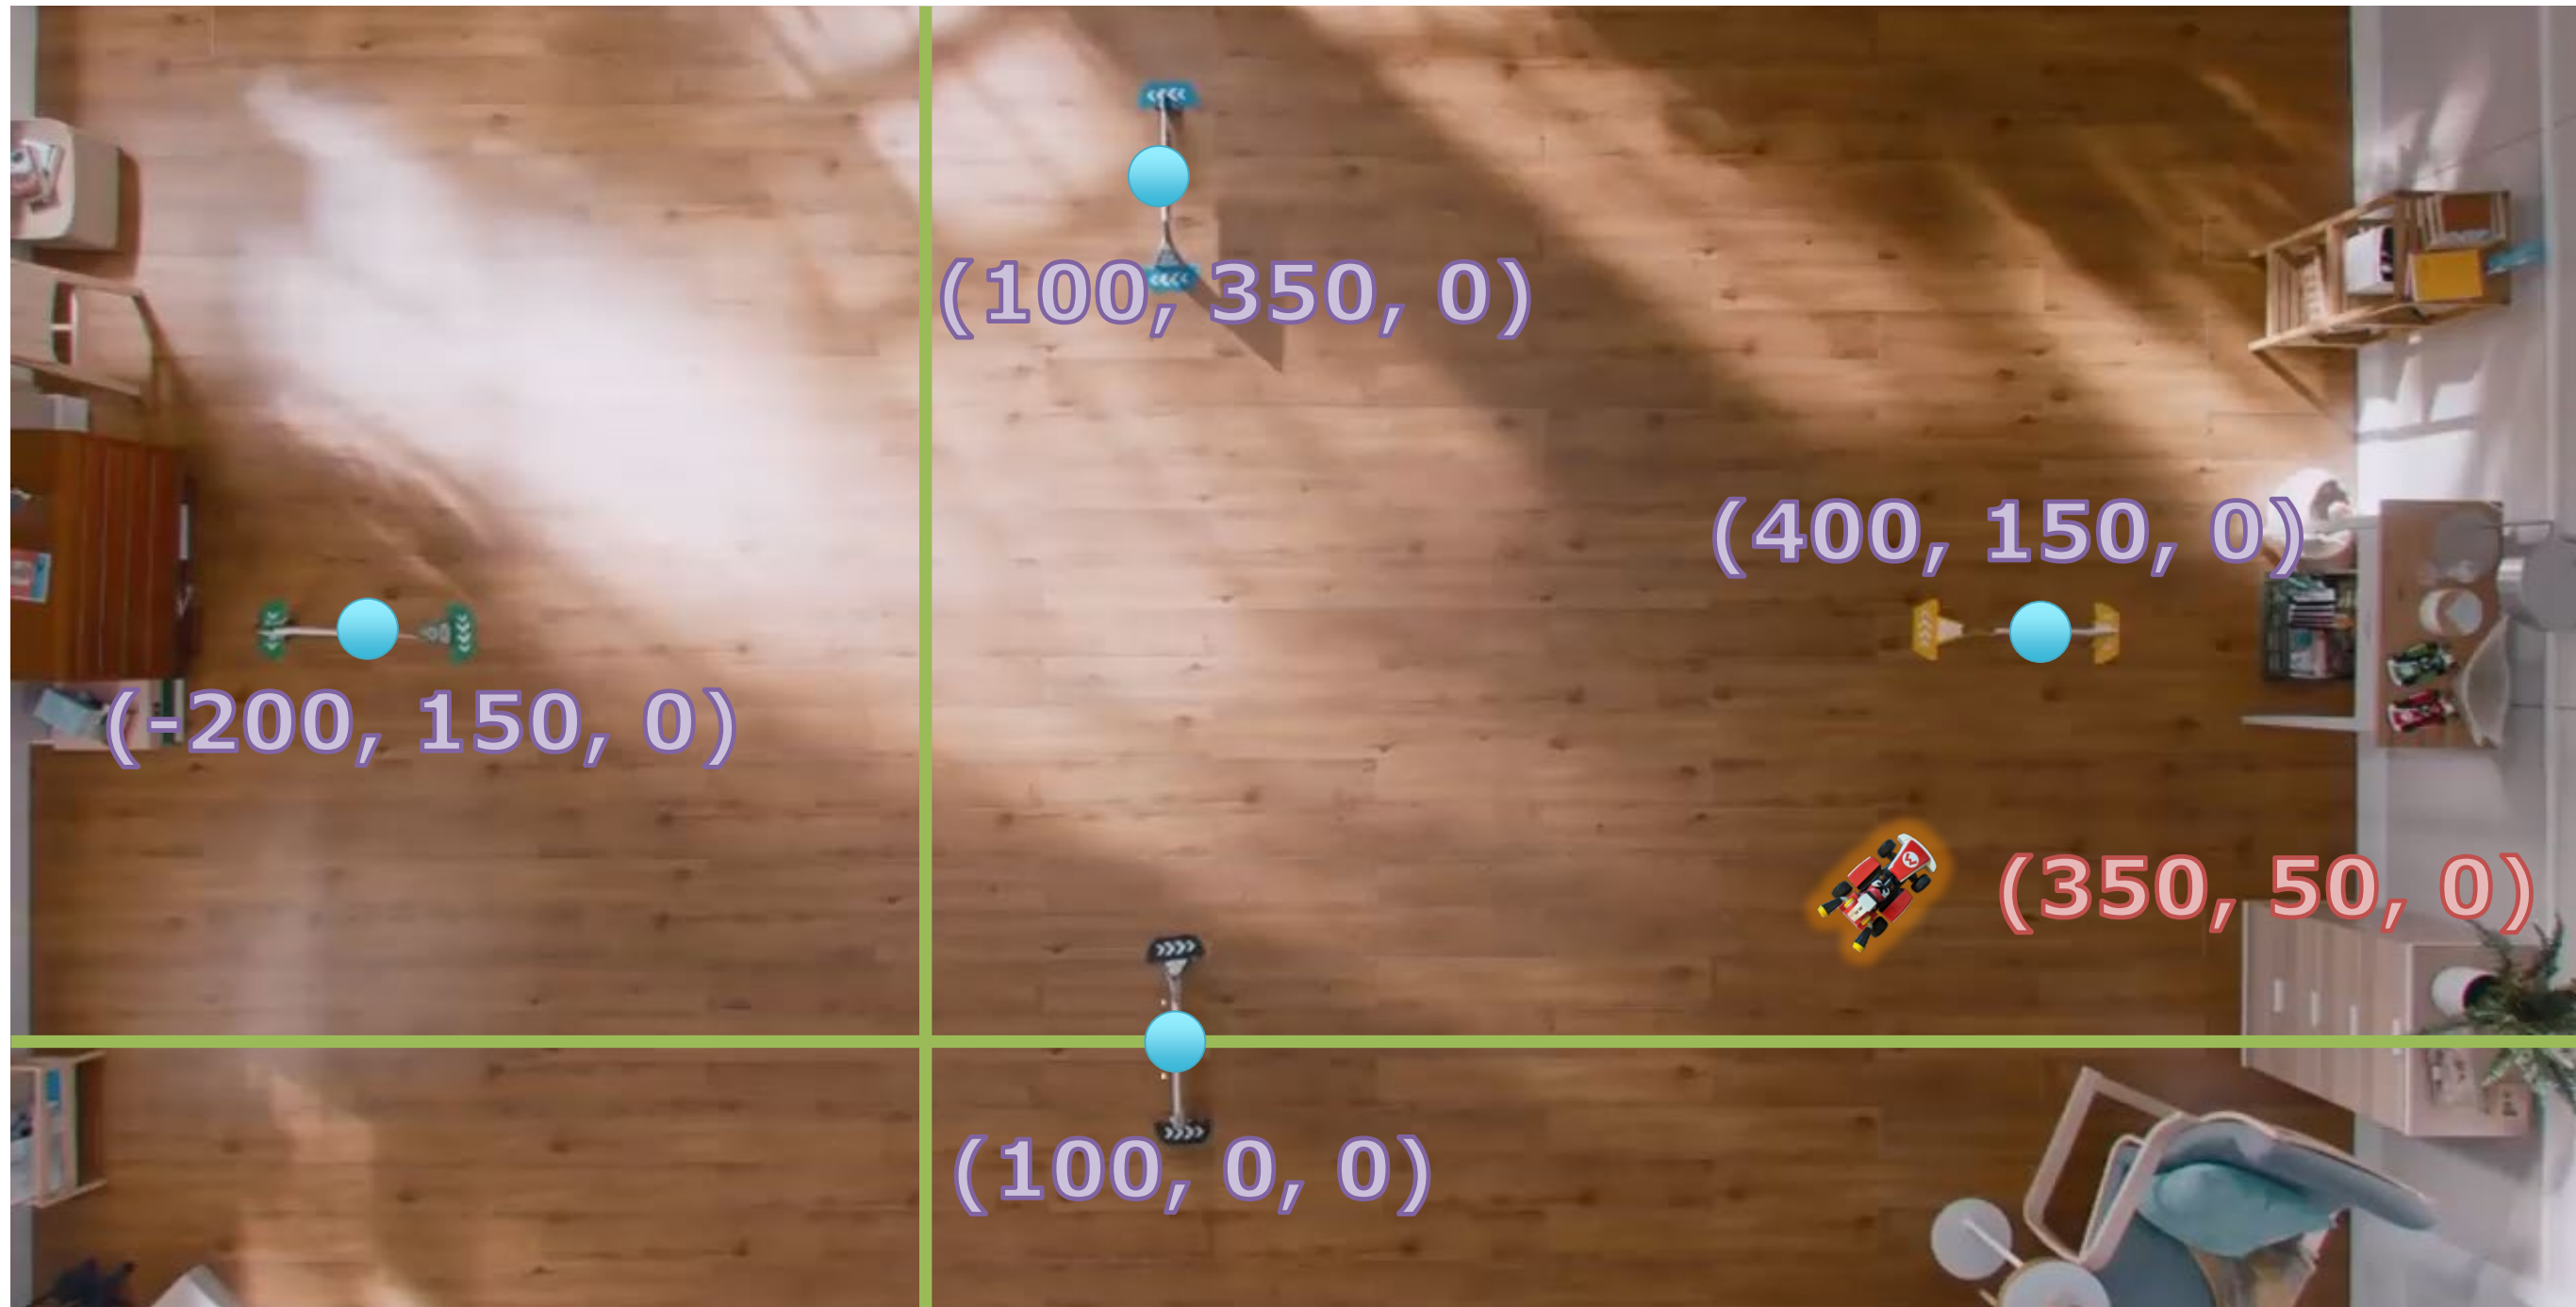 (100, 350, 0)
(400, 150, 0)
(-200, 150, 0)
(350, 50, 0)
(100, 0, 0)